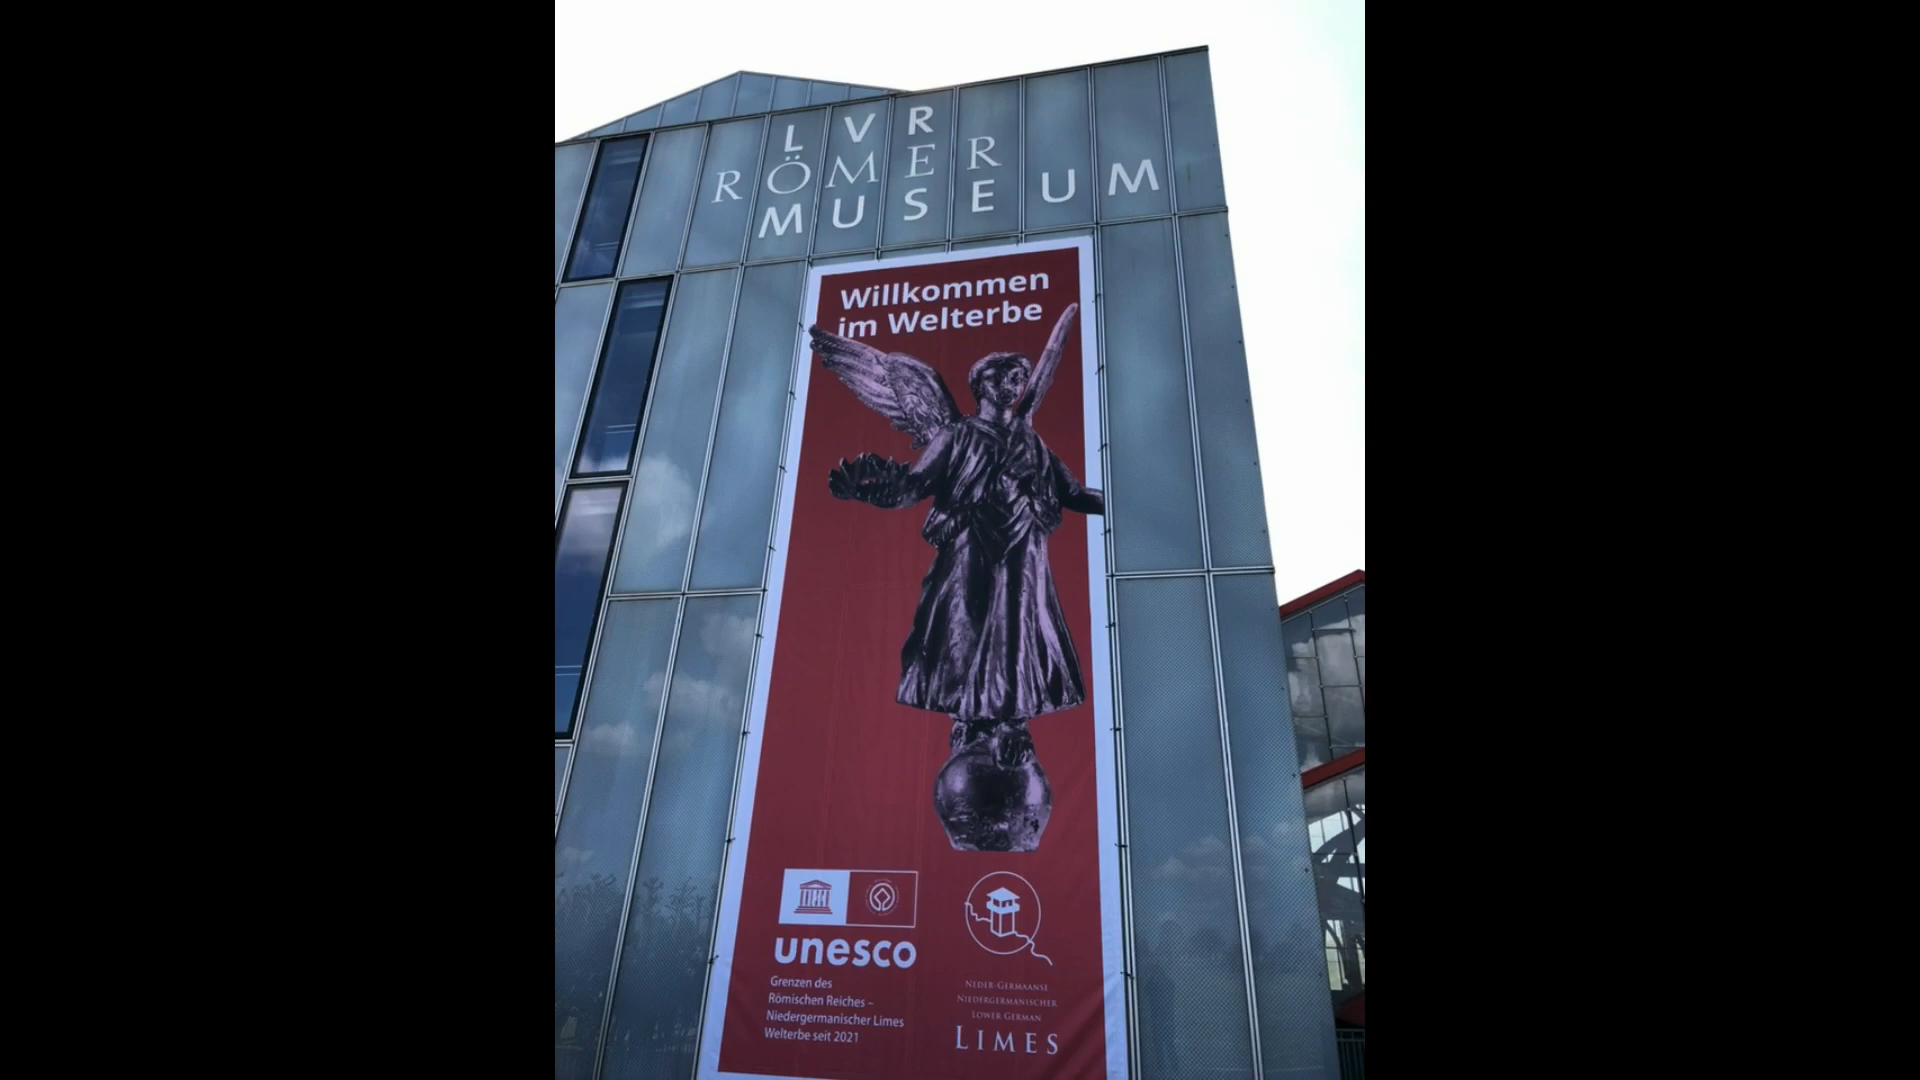 LVR
RÖMER
MUSEUM
Willkommen
im Welterbe
unesco
Grenzen des
Römischen Reiches –
Niedergermanischer Limes
Welterbe seit 2021
NEDER-GERMAANSE
NIEDERGERMANISCHER
LOWER GERMAN
LIMES